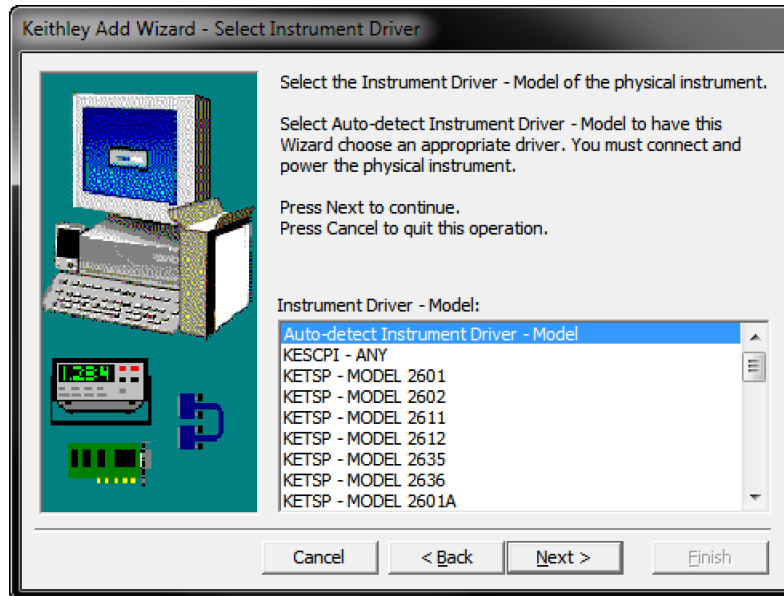 Keithley Add Wizard - Select Instrument Driver
Select the Instrument Driver - Model of the physical instrument.
Select Auto-detect Instrument Driver - Model to have this
Wizard choose an appropriate driver. You must connect and
power the physical instrument.
Press Next to continue.
Press Cancel to quit this operation.
Instrument Driver - Model:
Auto-detect Instrument Driver - Model
KESCPI - ANY
KETSP - MODEL 2601
KETSP - MODEL 2602
KETSP - MODEL 2611
KETSP - MODEL 2612
KETSP - MODEL 2635
KETSP - MODEL 2636
KETSP - MODEL 2601A
1.234
Cancel
< Back
Next >
Finish